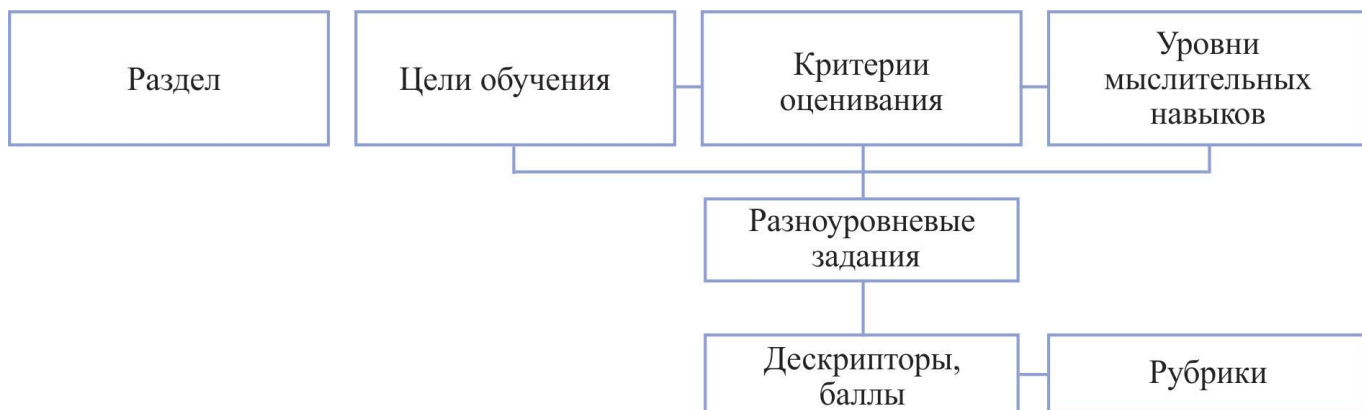 Раздел
Цели обучения
Критерии
оценивания
Уровни
мыслительных
навыков
Разноуровневые
задания
Дескрипторы,
баллы
Рубрики